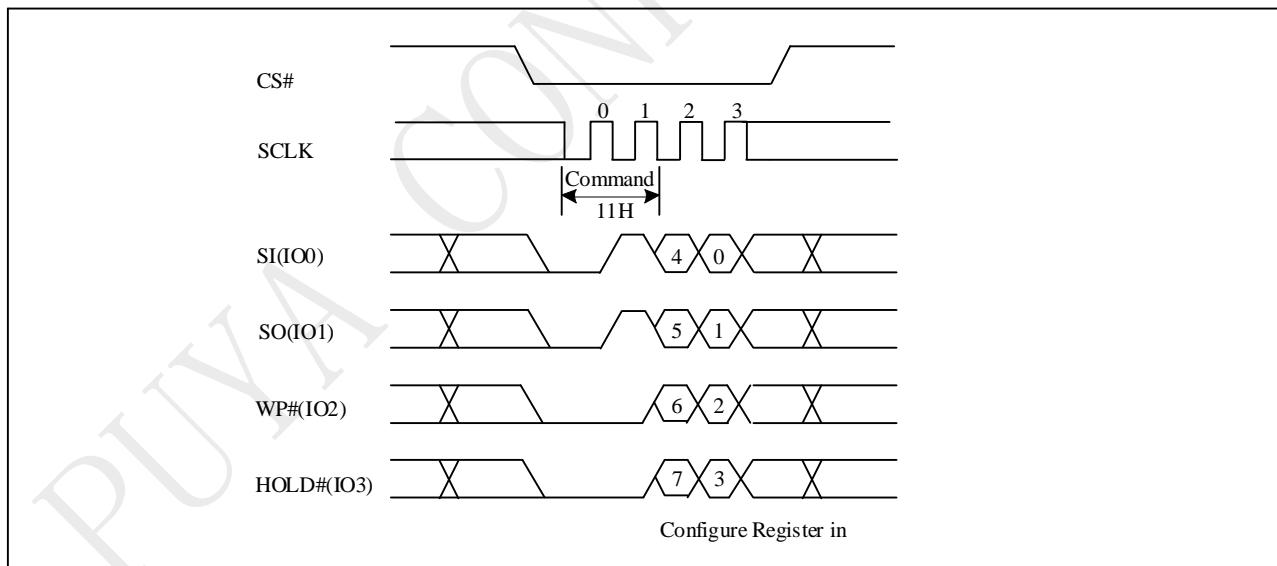 PUYA CONF
CS#
0 1 2 3
SCLK
Command
11H
SI(IO0)
4 0
SO(IO1)
5 1
WP#(IO2)
6 2
HOLD#(IO3)
7 3
Configure Register in